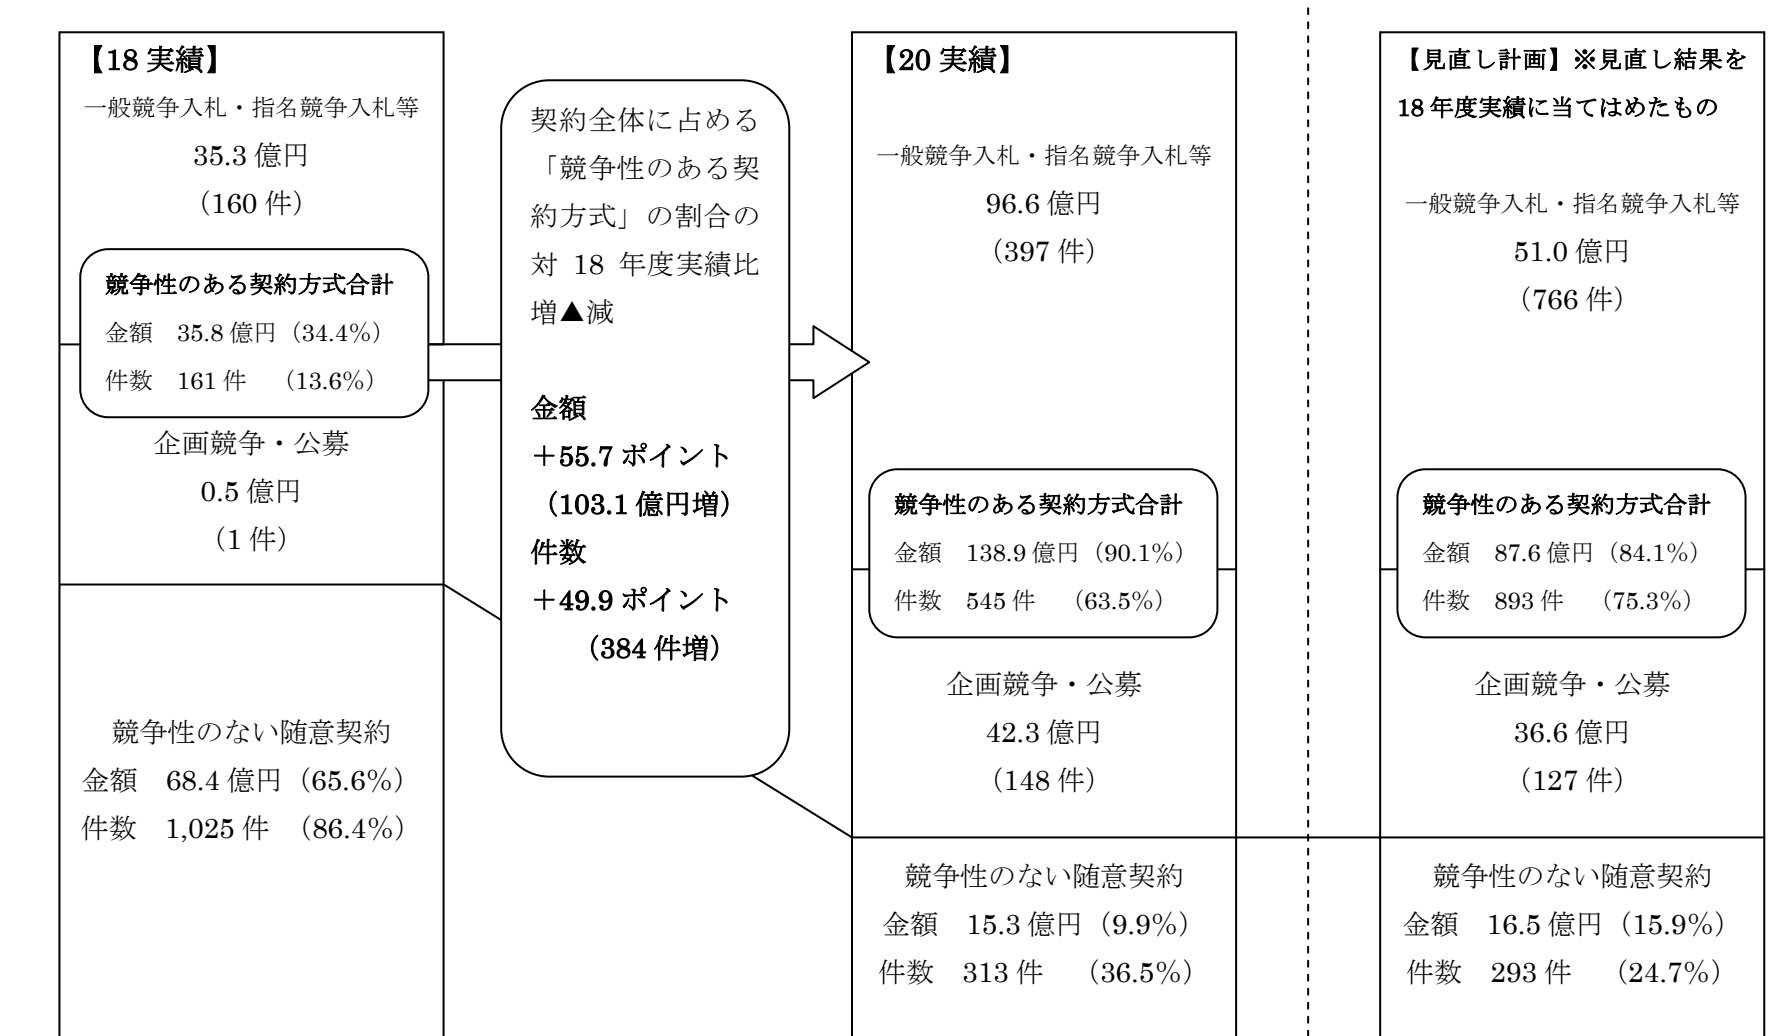 【18 実績】
一般競争入札・指名競争入札等
35.3 億円
（160 件）
競争性のある契約方式合計
金額　35.8 億円（34.4％）
件数　161 件　（13.6％）
企画競争・公募
0.5 億円
（1 件）
競争性のない随意契約
金額　68.4 億円（65.6％）
件数　1,025 件　（86.4％）
契約全体に占める
「競争性のある契
約方式」の割合の
対 18 年度実績比
増▲減
金額
＋55.7 ポイント
（103.1 億円増）
件数
＋49.9 ポイント
（384 件増）
【20 実績】
一般競争入札・指名競争入札等
96.6 億円
（397 件）
競争性のある契約方式合計
金額　138.9 億円（90.1％）
件数　545 件　（63.5％）
企画競争・公募
42.3 億円
（148 件）
競争性のない随意契約
金額　15.3 億円（9.9％）
件数　313 件　（36.5％）
【見直し計画】※見直し結果を
18 年度実績に当てはめたもの
一般競争入札・指名競争入札等
51.0 億円
（766 件）
競争性のある契約方式合計
金額　87.6 億円（84.1％）
件数　893 件　（75.3％）
企画競争・公募
36.6 億円
（127 件）
競争性のない随意契約
金額　16.5 億円（15.9％）
件数　293 件　（24.7％）